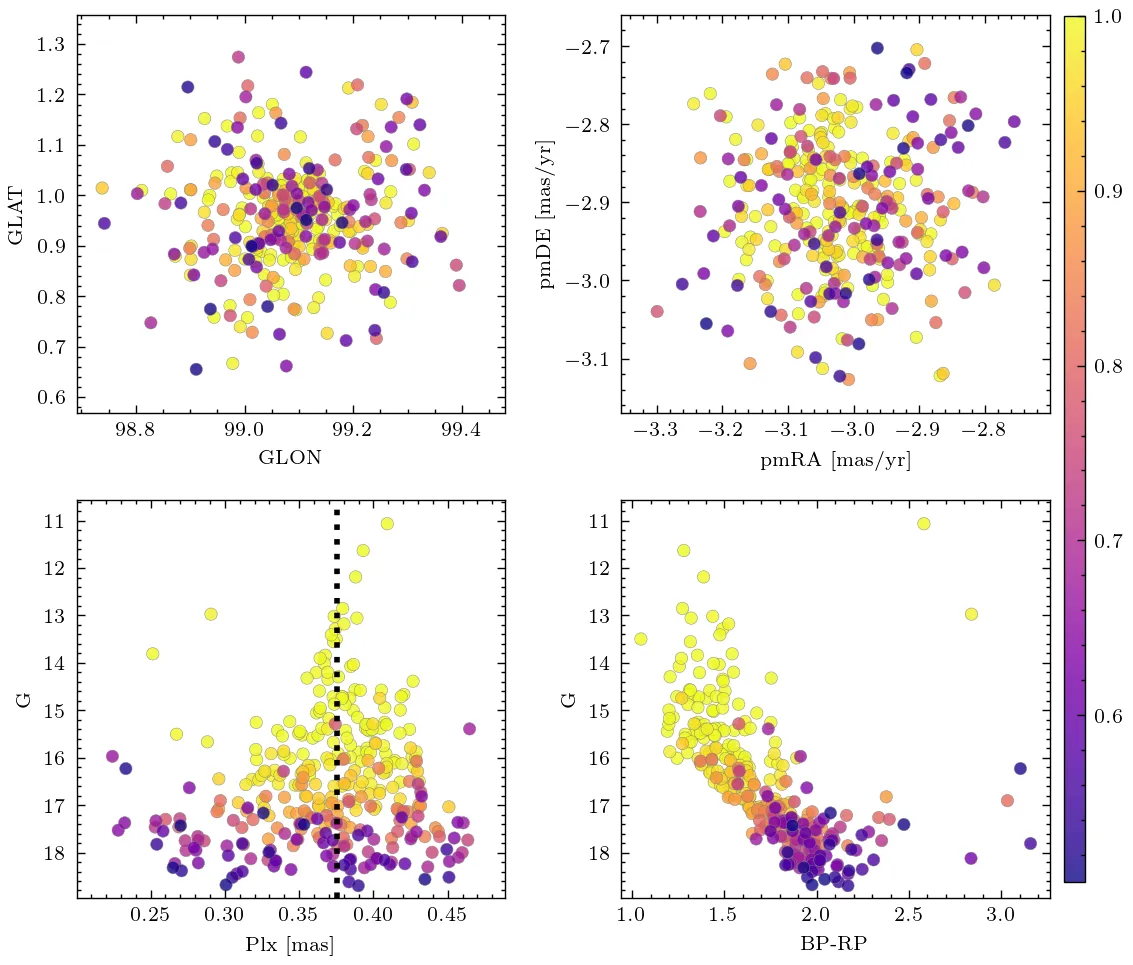 1.3
1.2
1.1
1.0
0.9
0.8
0.7
0.6
GLAT
98.8 99.0 99.2 99.4
GLON
−2.7
−2.8
−2.9
−3.0
−3.1
pmDE [mas/yr]
−3.3 −3.2 −3.1 −3.0 −2.9 −2.8
pmRA [mas/yr]
1.0
0.9
0.8
0.7
0.6
11
12
13
14
15
16
17
18
G
0.25 0.30 0.35 0.40 0.45
Plx [mas]
11
12
13
14
15
16
17
18
G
1.0 1.5 2.0 2.5 3.0
BP-RP